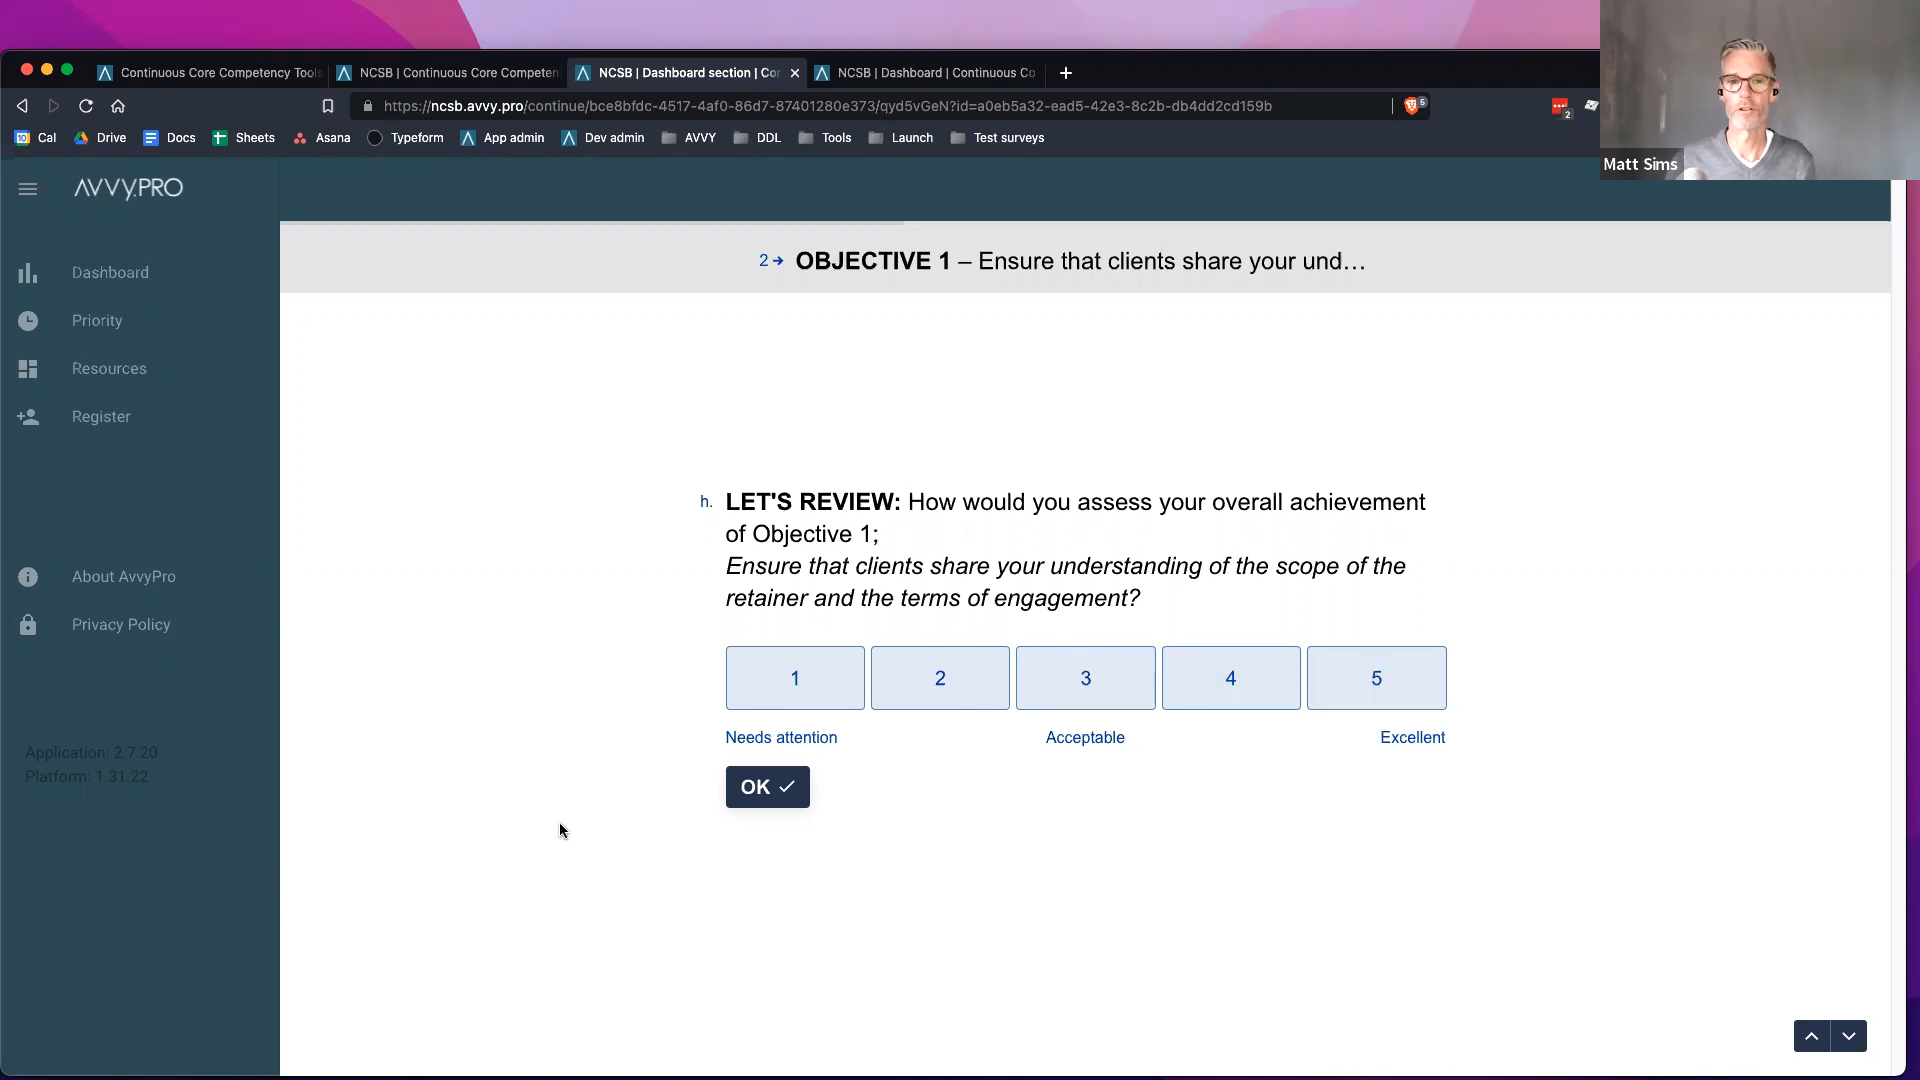 Continuous Core Competency Tools
NCSB | Continuous Core Competen
NCSB | Dashboard section | Cor
NCSB | Dashboard | Continuous Co
https://ncsb.avvy.pro/continue/bce8bfdc-4517-4af0-86d7-87401280e373/qyd5vGeN?id=a0eb5a32-ead5-42e3-8c2b-db4dd2cd159b
5
2
Cal
Drive
Docs
Sheets
Asana
Typeform
App admin
Dev admin
AVVY
DDL
Tools
Launch
Test surveys
Matt Sims
AVVY.PRO
Dashboard
Priority
Resources
Register
About AvvyPro
Privacy Policy
Application: 2.7.20
Platform: 1.31.22
2 → OBJECTIVE 1 – Ensure that clients share your und…
h. LET'S REVIEW: How would you assess your overall achievement
of Objective 1;
Ensure that clients share your understanding of the scope of the
retainer and the terms of engagement?
1 2 3 4 5
Needs attention Acceptable Excellent
OK ✓